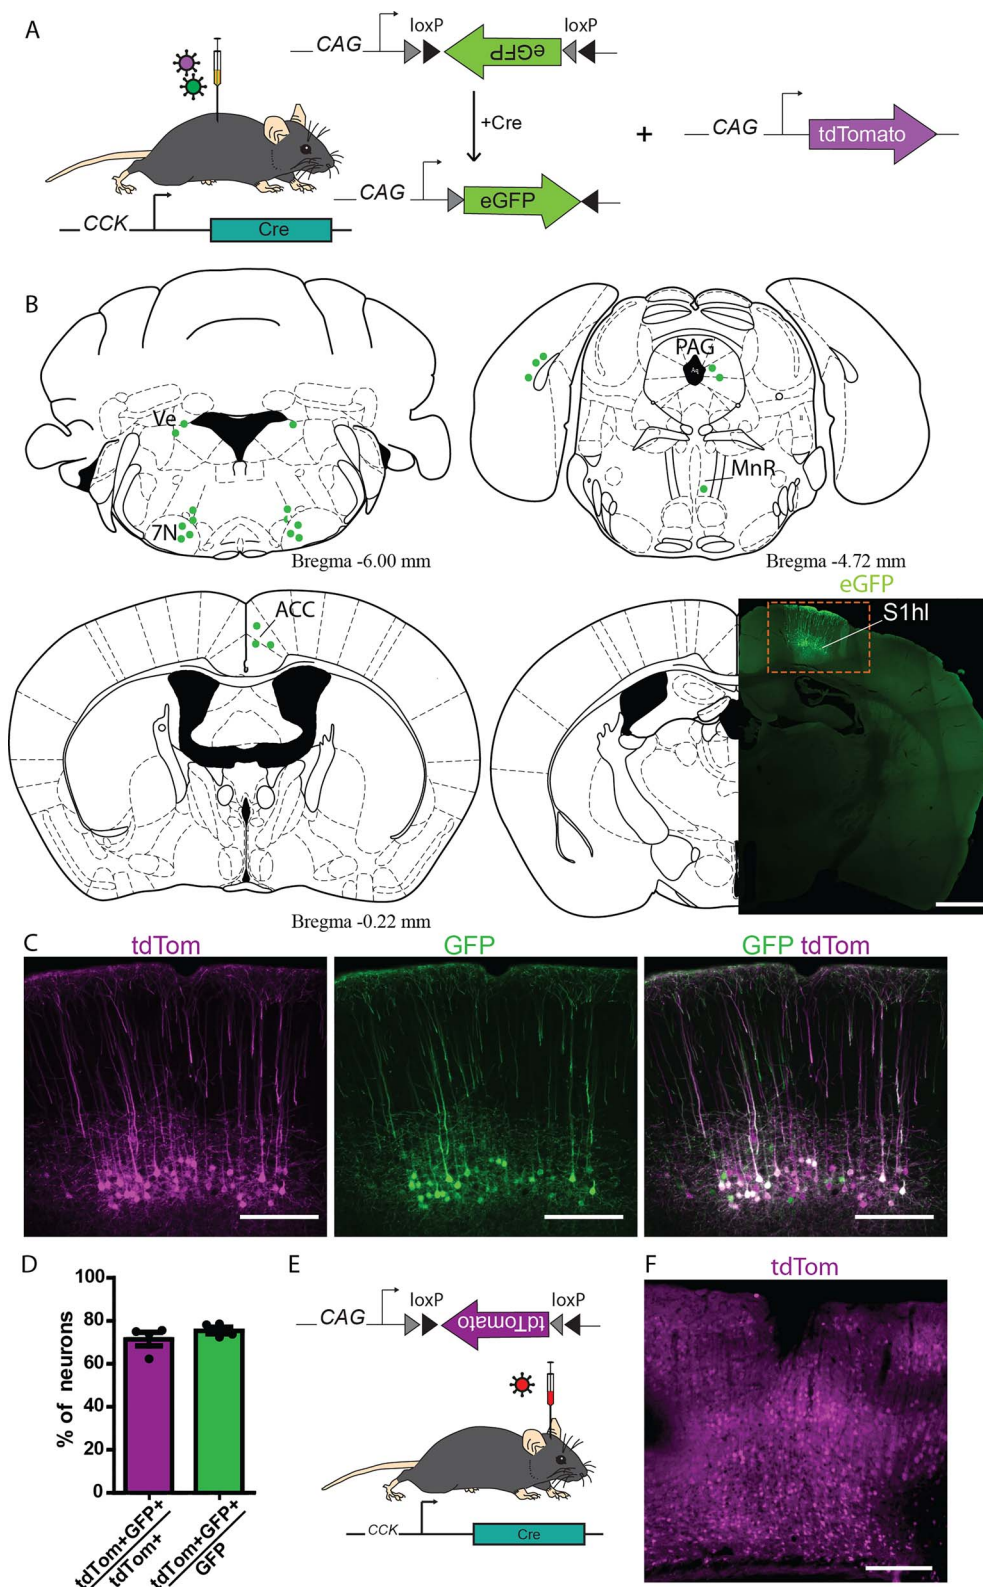 A
loxP
CAG
eGFP
+Cre
CAG
eGFP
+
CAG
tdTomato
CCK
Cre
B
Ve
7N
Bregma -6.00 mm
PAG
Aq
MnR
Bregma -4.72 mm
ACC
Bregma -0.22 mm
eGFP
S1hl
C
tdTom
GFP
GFP tdTom
D
100
80
60
40
20
0
% of neurons
tdTom+GFP+
tdTom+
tdTom+GFP+
GFP
E
loxP
loxP
CAG
tdTomato
CCK
Cre
F
tdTom